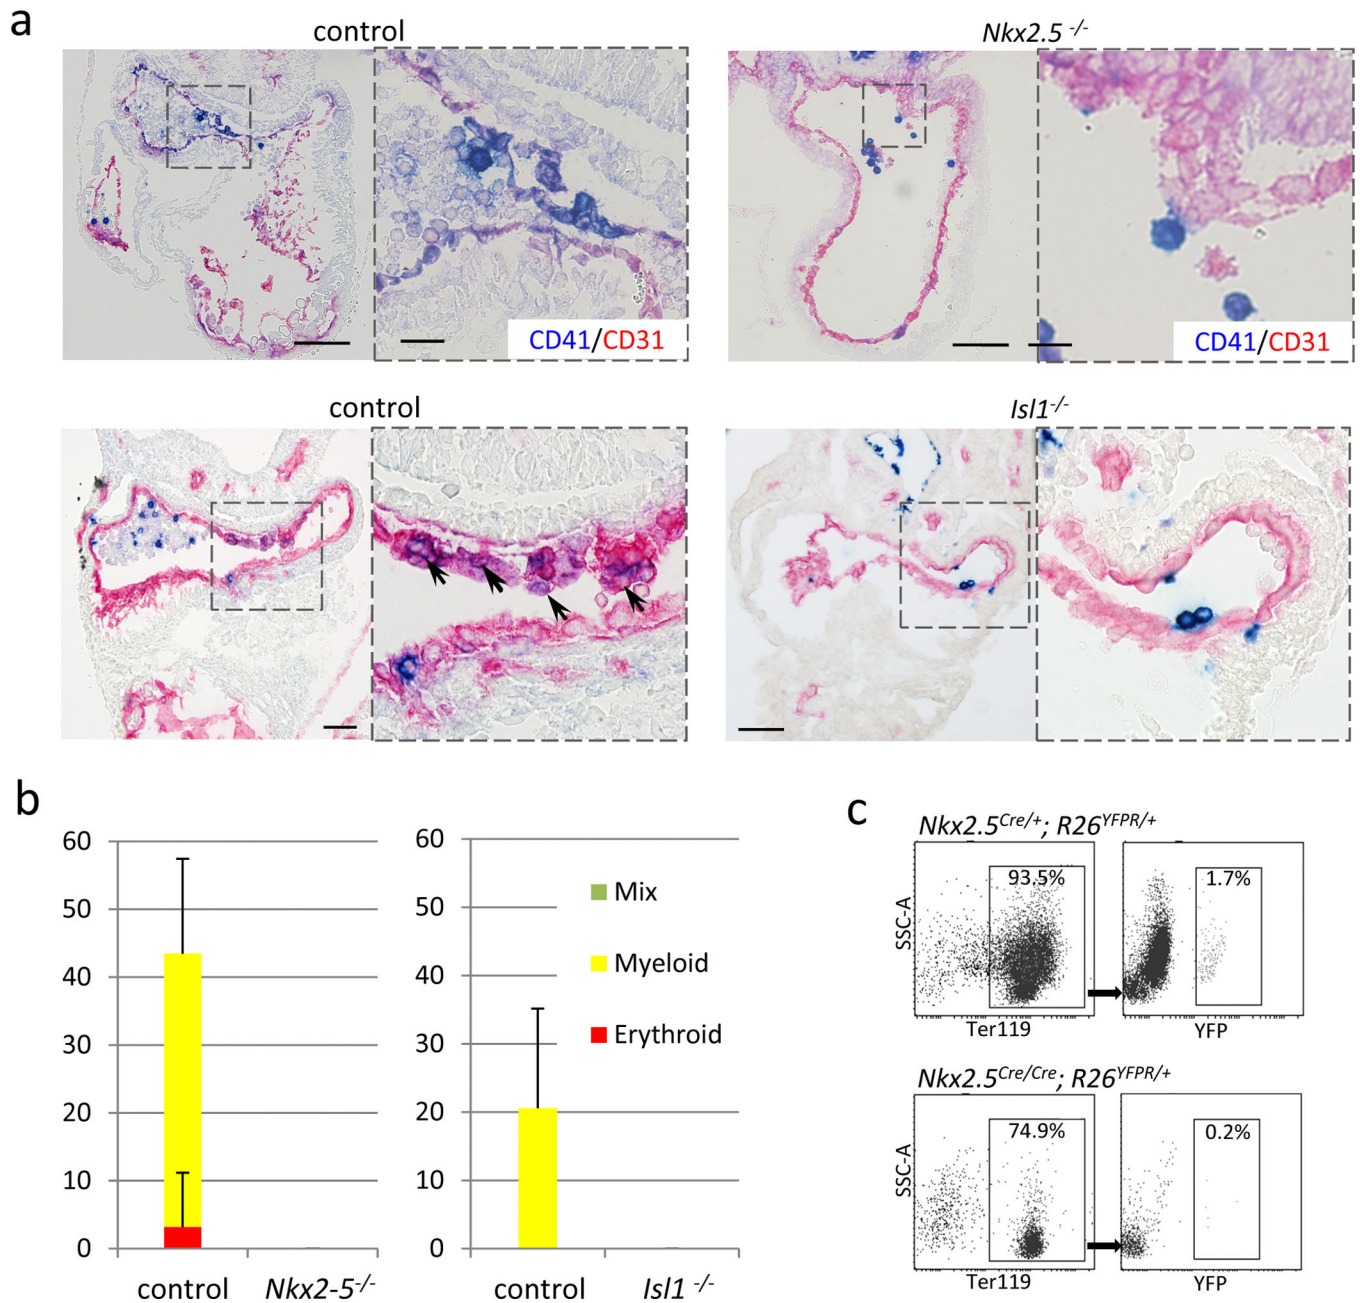 a
control
Nkx2.5 -/-
CD41/CD31
CD41/CD31
control
Isl1-/-
b
60
50
40
30
20
10
0
control
Nkx2-5-/-
60
50
40
30
20
10
0
Mix
Myeloid
Erythroid
control
Isl1 -/-
c
Nkx2.5Cre/+; R26YFPR/+
93.5%
1.7%
SSC-A
Ter119
YFP
Nkx2.5Cre/Cre; R26YFPR/+
74.9%
0.2%
SSC-A
Ter119
YFP